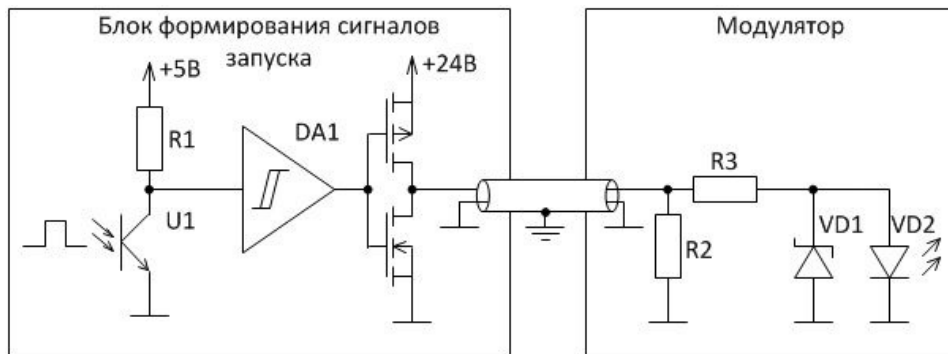 Блок формирования сигналов
запуска
Модулятор
+5В
+24В
R1
DA1
U1
R3
R2
VD1
VD2